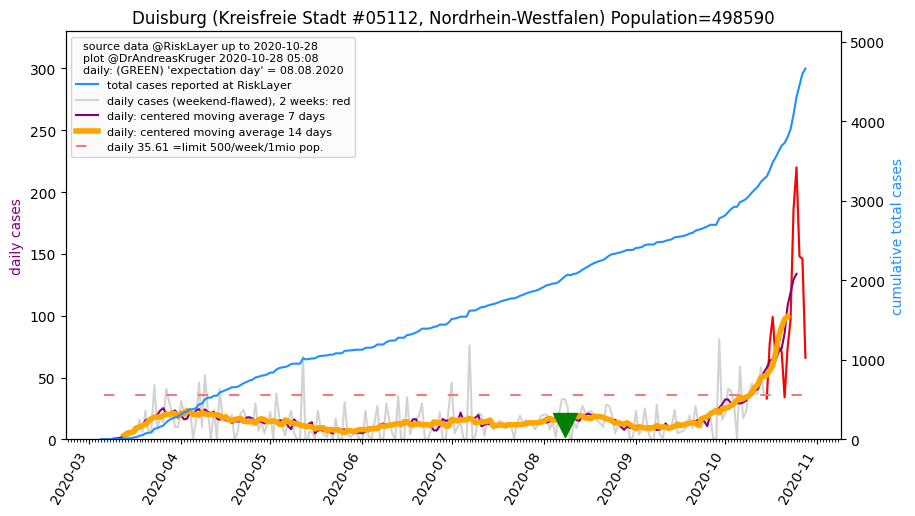 Duisburg (Kreisfreie Stadt #05112, Nordrhein-Westfalen) Population=498590
source data @RiskLayer up to 2020-10-28
plot @DrAndreasKruger 2020-10-28 05:08
daily: (GREEN) 'expectation day' = 08.08.2020
total cases reported at RiskLayer
daily cases (weekend-flawed), 2 weeks: red
daily: centered moving average 7 days
daily: centered moving average 14 days
daily 35.61 =limit 500/week/1mio pop.
daily cases
300
250
200
150
100
50
0
5000
4000
3000
2000
1000
0
cumulative total cases
2020-03
2020-04
2020-05
2020-06
2020-07
2020-08
2020-09
2020-10
2020-11